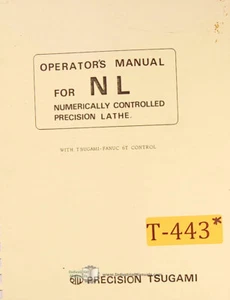 OPERATOR'S MANUAL
FOR NL
NUMERICALLY CONTROLLED
PRECISION LATHE.
WITH TSUGAMI-FANUC 6T CONTROL
T-443*
PRECISION TSUGAMI